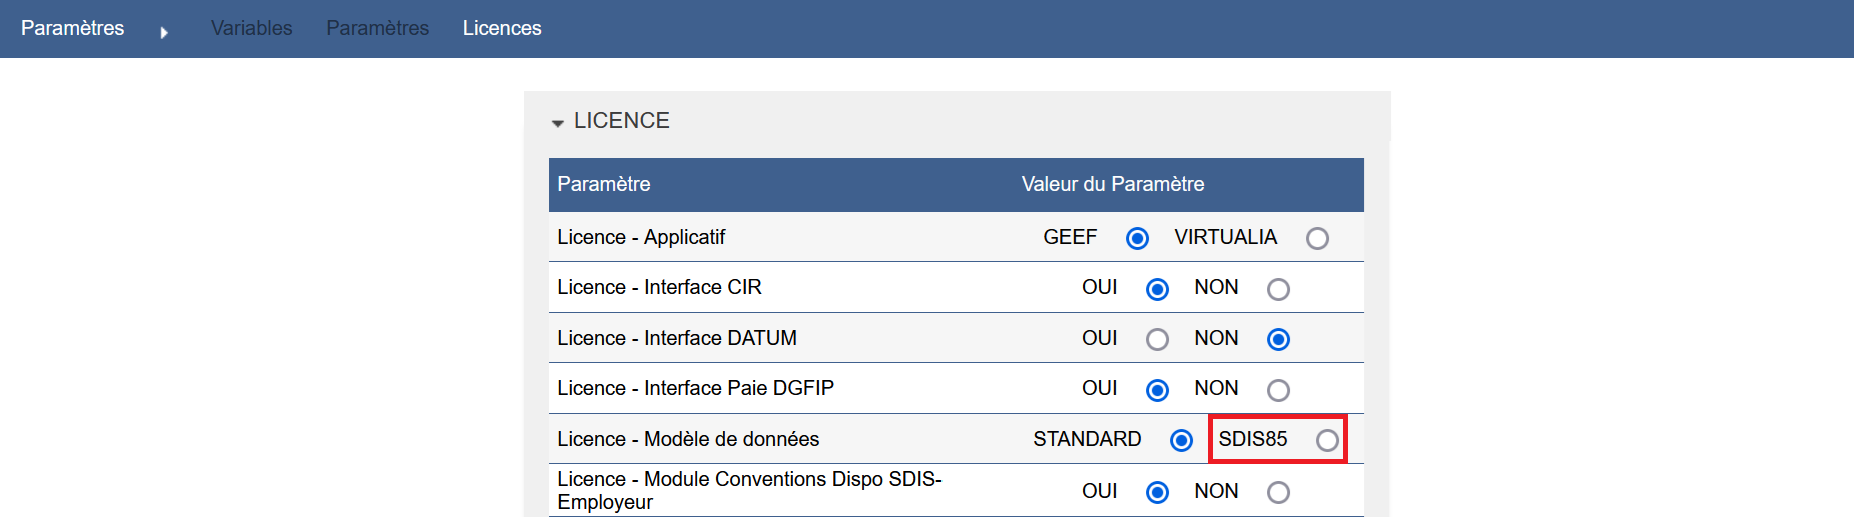 Paramètres Variables Paramètres Licences
LICENCE
Paramètre Valeur du Paramètre
Licence - Applicatif GEEF VIRTUALIA
Licence - Interface CIR OUI NON
Licence - Interface DATUM OUI NON
Licence - Interface Paie DGFIP OUI NON
Licence - Modèle de données STANDARD SDIS85
Licence - Module Conventions Dispo SDIS-
Employeur OUI NON